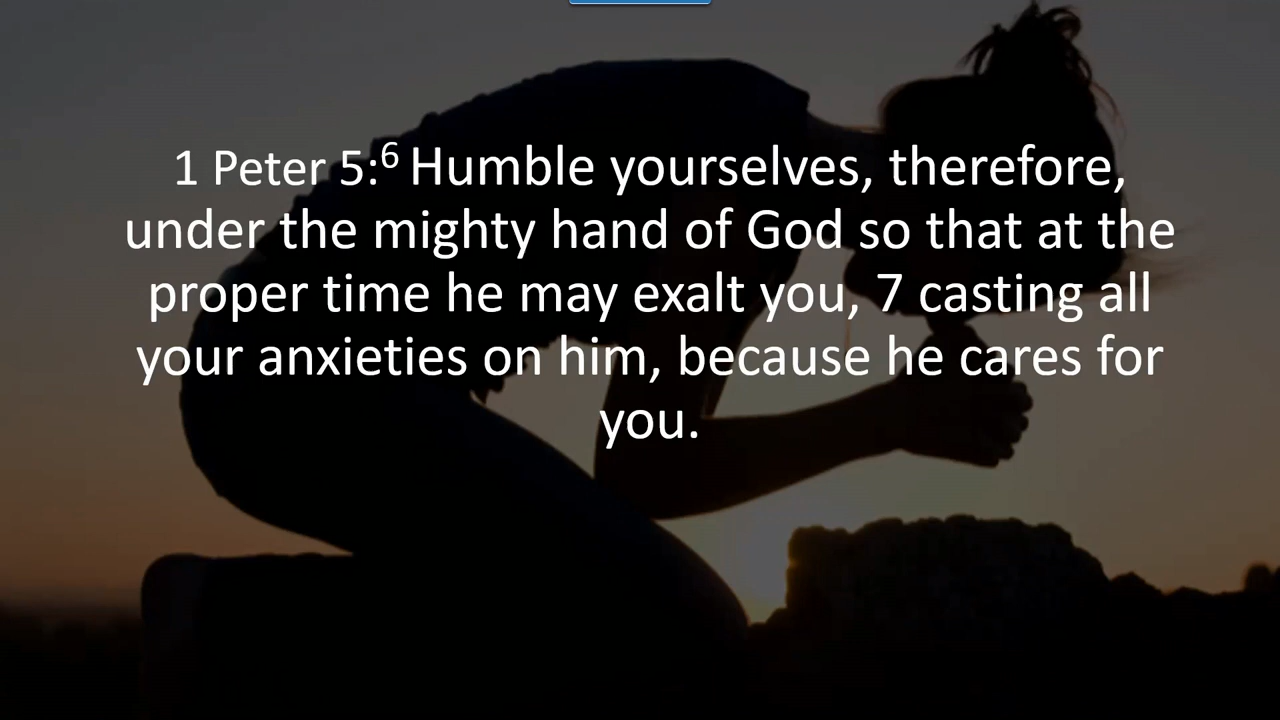 1 Peter 5:⁶ Humble yourselves, therefore,
under the mighty hand of God so that at the
proper time he may exalt you, 7 casting all
your anxieties on him, because he cares for
you.